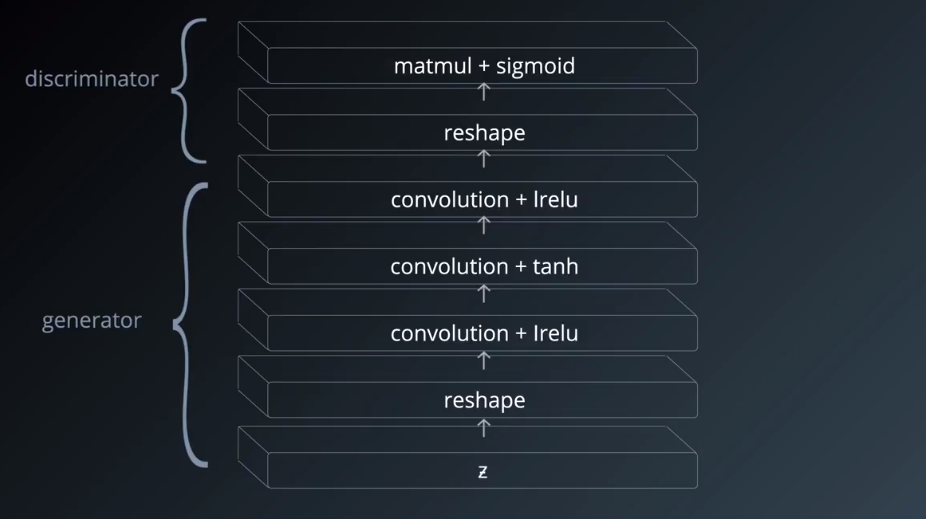 discriminator
matmul + sigmoid
reshape
convolution + lrelu
convolution + tanh
generator
convolution + lrelu
reshape
z